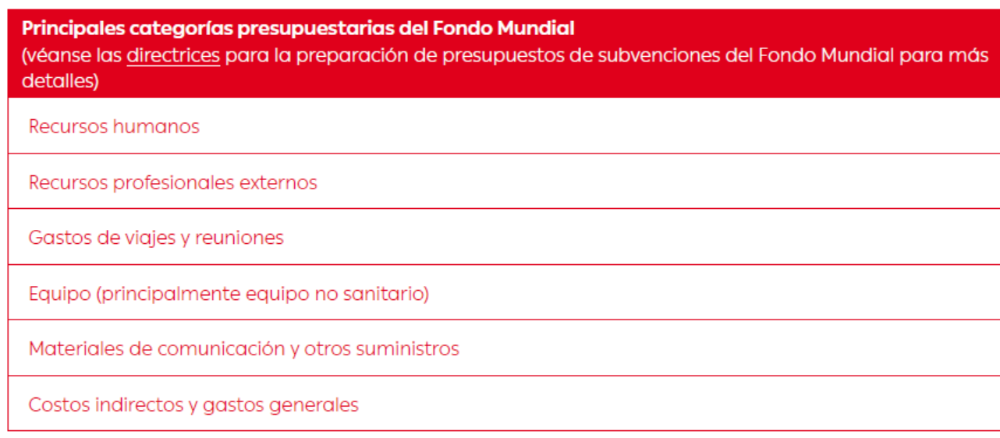 Principales categorías presupuestarias del Fondo Mundial
(véanse las directrices para la preparación de presupuestos de subvenciones del Fondo Mundial para más
detalles)
Recursos humanos
Recursos profesionales externos
Gastos de viajes y reuniones
Equipo (principalmente equipo no sanitario)
Materiales de comunicación y otros suministros
Costos indirectos y gastos generales